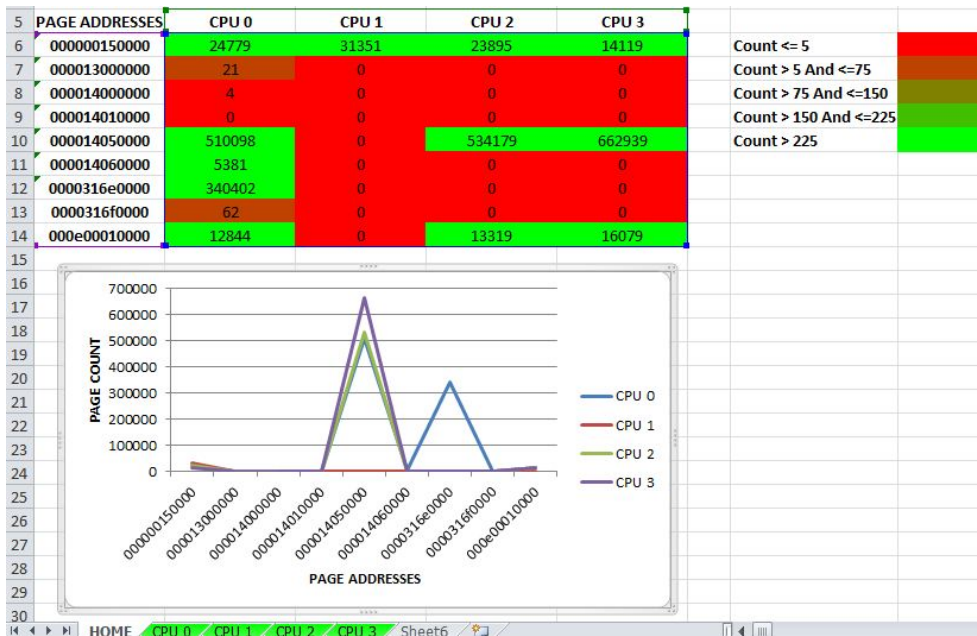 5 PAGE ADDRESSES CPU 0 CPU 1 CPU 2 CPU 3
6 000000150000 24779 31351 23895 14119 Count <= 5
7 000013000000 21 0 0 0 Count > 5 And <=75
8 000014000000 4 0 0 0 Count > 75 And <=150
9 000014010000 0 0 0 0 Count > 150 And <=225
10 000014050000 510098 0 534179 662939 Count > 225
11 000014060000 5381 0 0 0
12 0000316e0000 340402 0 0 0
13 0000316f0000 62 0 0 0
14 000e00010000 12844 0 13319 16079
15
16
17
18
19
20
21
22
23
24
25
26
27
28
29
30
700000
600000
500000
400000
300000
200000
100000
0
PAGE COUNT
000000150000
000013000000
000014000000
000014010000
000014050000
000014060000
0000316e0000
0000316f0000
000e00010000
PAGE ADDRESSES
CPU 0
CPU 1
CPU 2
CPU 3
HOME CPU 0 CPU 1 CPU 2 CPU 3 Sheet6